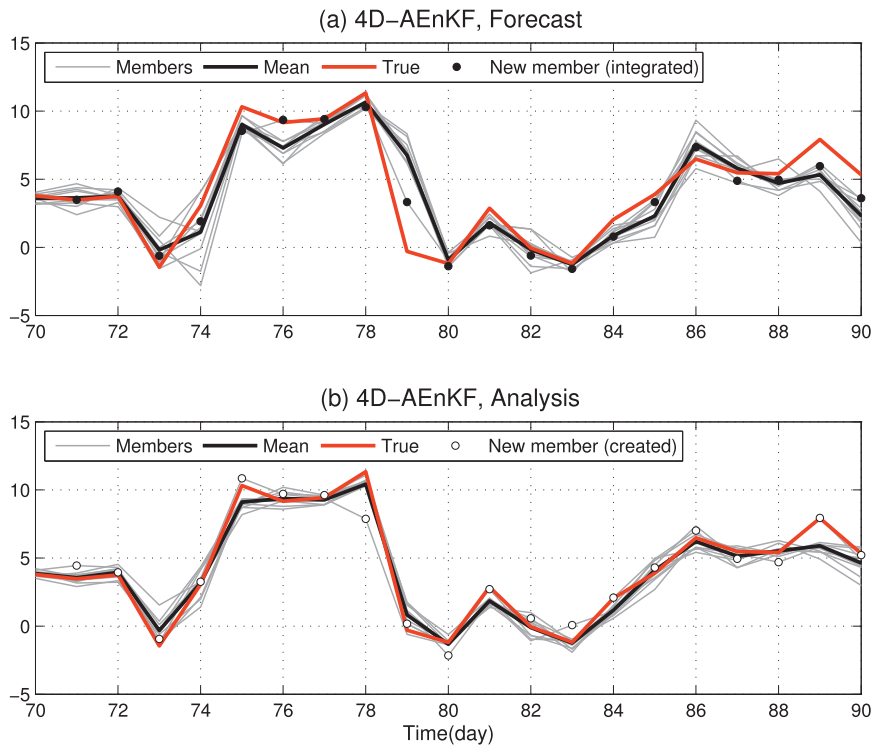 (a) 4D−AEnKF, Forecast
15
Members Mean True New member (integrated)
10
5
0
−5
70 72 74 76 78 80 82 84 86 88 90
(b) 4D−AEnKF, Analysis
15
Members Mean True New member (created)
10
5
0
−5
70 72 74 76 78 80 82 84 86 88 90
Time(day)